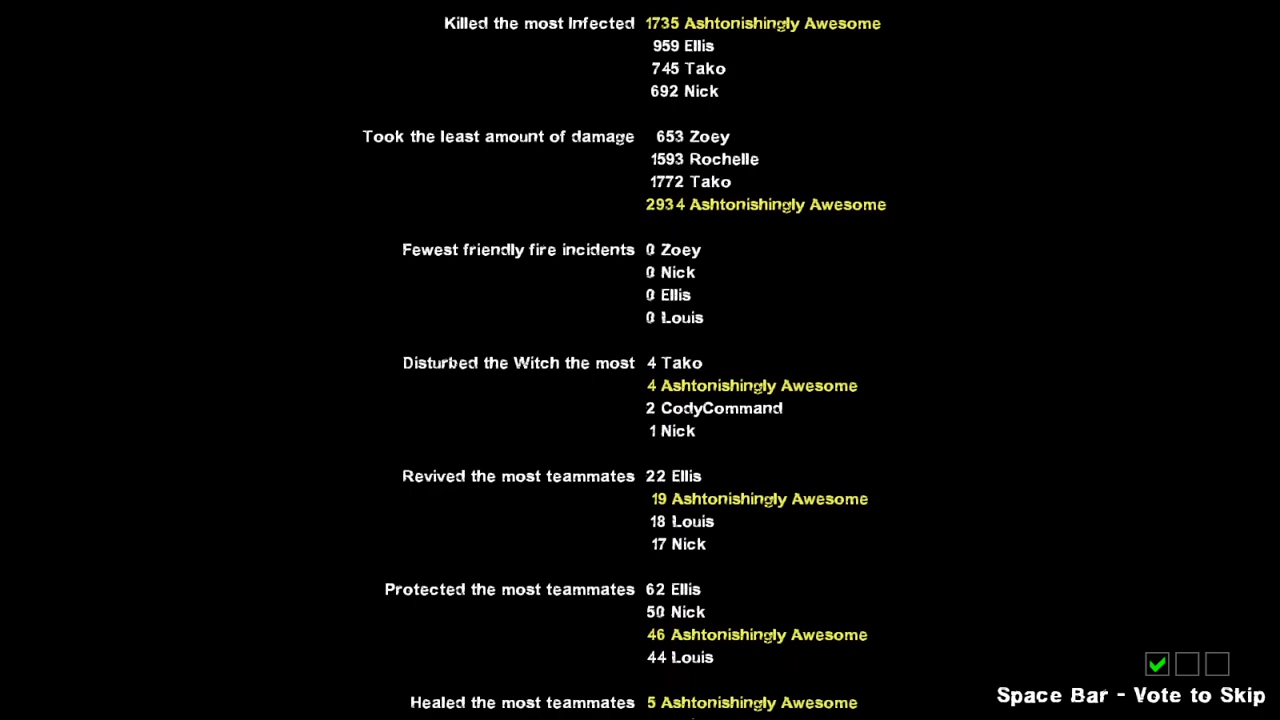 Killed the most Infected 1735 Ashtonishingly Awesome
959 Ellis
745 Tako
692 Nick
Took the least amount of damage 653 Zoey
1593 Rochelle
1772 Tako
2934 Ashtonishingly Awesome
Fewest friendly fire incidents 0 Zoey
0 Nick
0 Ellis
0 Louis
Disturbed the Witch the most 4 Tako
4 Ashtonishingly Awesome
2 CodyCommand
1 Nick
Revived the most teammates 22 Ellis
19 Ashtonishingly Awesome
18 Louis
17 Nick
Protected the most teammates 62 Ellis
50 Nick
46 Ashtonishingly Awesome
44 Louis
Healed the most teammates 5 Ashtonishingly Awesome
Space Bar - Vote to Skip